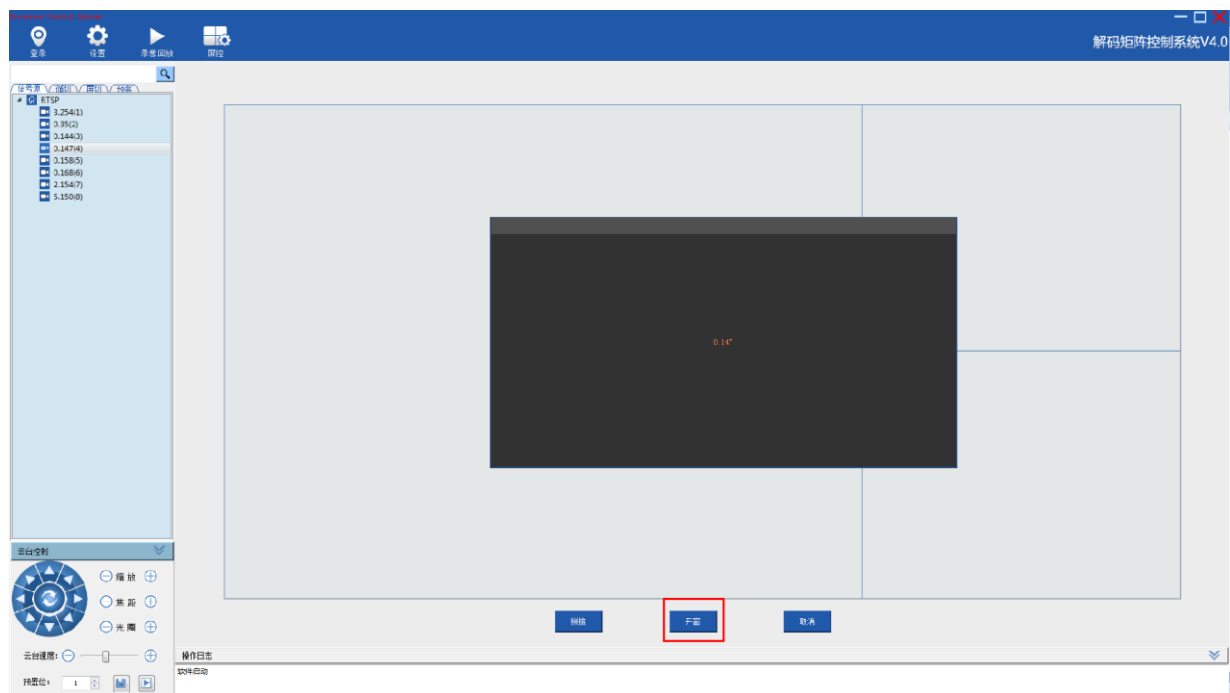 解码矩阵控制系统V4.0
登录 设置 录像回放 屏控
信号源
RTSP
3.254(1)
0.35(2)
0.144(3)
0.147(4)
0.158(5)
0.168(6)
2.154(7)
5.150(8)
0.14"
拼接 开窗 取消
云台控制
缩放
焦距
光圈
云台速度：
预置位： 1
操作日志
软件启动